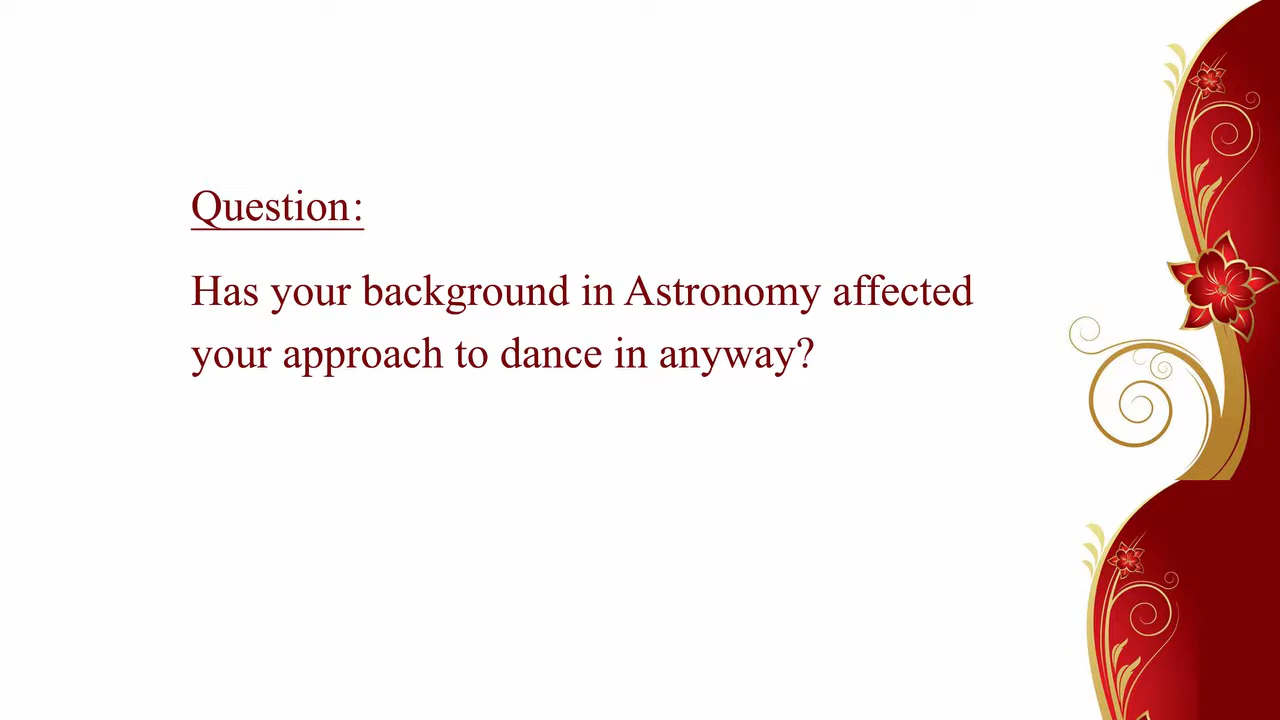 Question:
Has your background in Astronomy affected
your approach to dance in anyway?